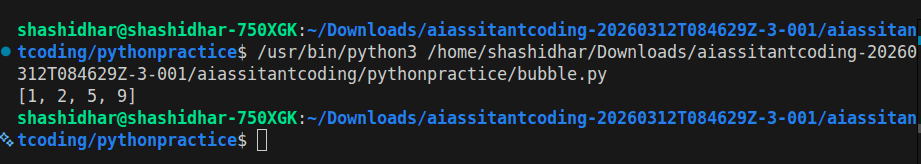 shashidhar@shashidhar-750XGK:~/Downloads/aiassitantcoding-20260312T084629Z-3-001/aiassitan
tcoding/pythonpractice$ /usr/bin/python3 /home/shashidhar/Downloads/aiassitantcoding-20260
312T084629Z-3-001/aiassitantcoding/pythonpractice/bubble.py
[1, 2, 5, 9]
shashidhar@shashidhar-750XGK:~/Downloads/aiassitantcoding-20260312T084629Z-3-001/aiassitan
tcoding/pythonpractice$